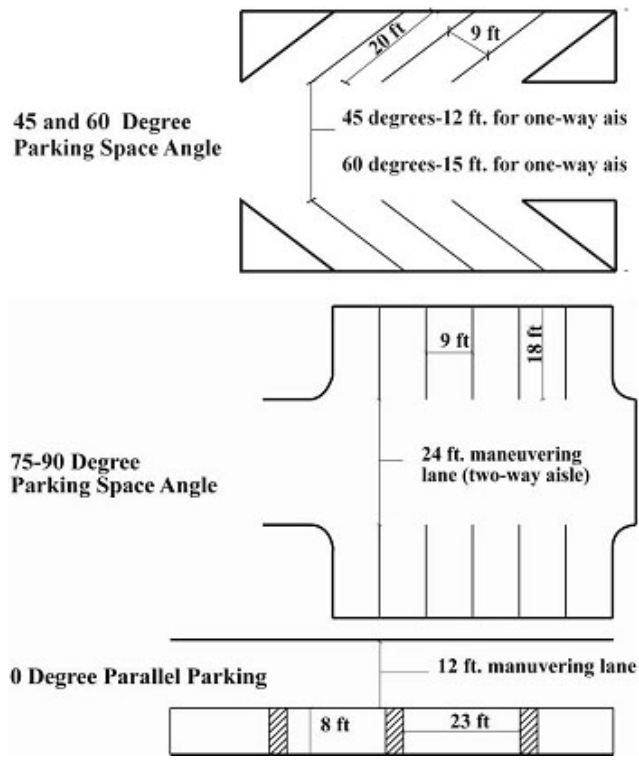 20 ft
9 ft
45 and 60 Degree
Parking Space Angle
45 degrees-12 ft. for one-way ais
60 degrees-15 ft. for one-way ais
9 ft
18 ft
75-90 Degree
Parking Space Angle
24 ft. maneuvering
lane (two-way aisle)
0 Degree Parallel Parking
12 ft. manuvering lane
8 ft
23 ft